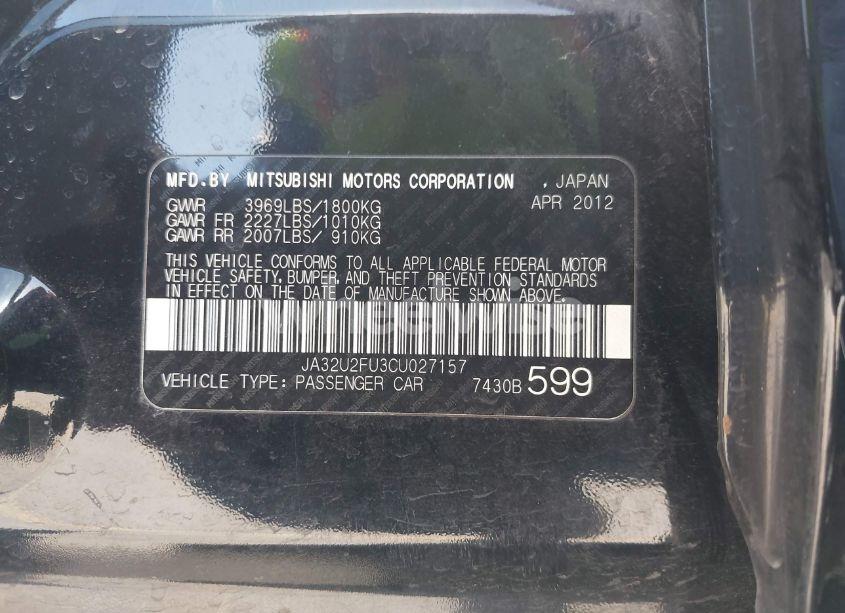 MFD.BY MITSUBISHI MOTORS CORPORATION , JAPAN
GVWR 3969LBS/1800KG APR 2012
GAWR FR 2227LBS/1010KG
GAWR RR 2007LBS/ 910KG
THIS VEHICLE CONFORMS TO ALL APPLICABLE FEDERAL MOTOR
VEHICLE SAFETY, BUMPER, AND THEFT PREVENTION STANDARDS
IN EFFECT ON THE DATE OF MANUFACTURE SHOWN ABOVE.
wheelwise
JA32U2FU3CU027157
VEHICLE TYPE: PASSENGER CAR 7430B 599